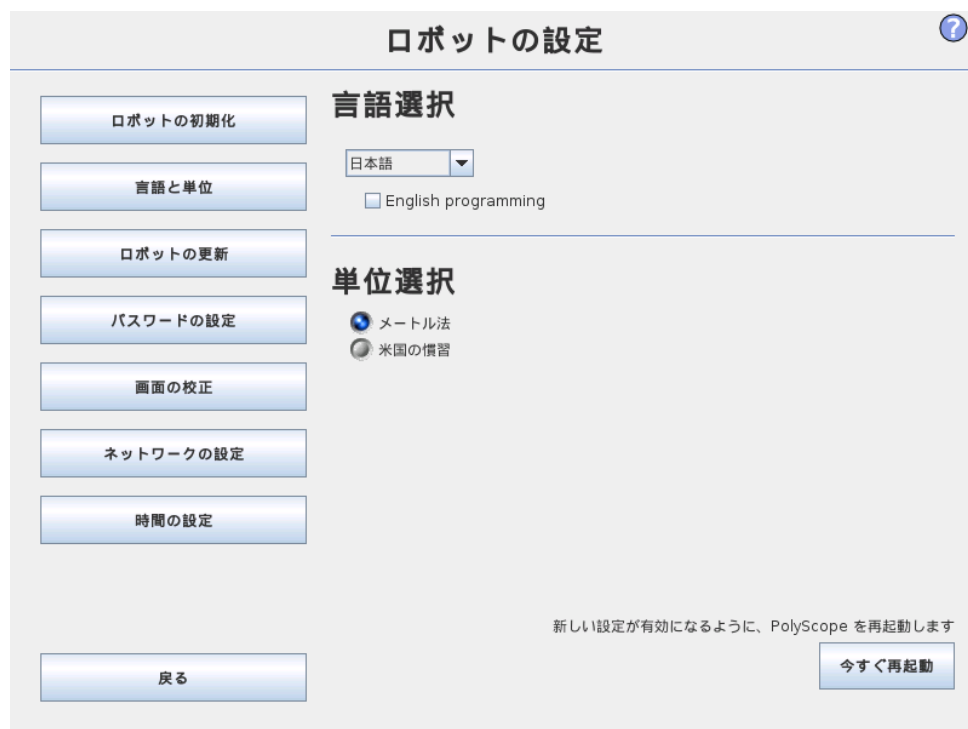 ロボットの設定
?
ロボットの初期化
言語と単位
ロボットの更新
パスワードの設定
画面の校正
ネットワークの設定
時間の設定
戻る
言語選択
日本語
English programming
単位選択
メートル法
米国の慣習
新しい設定が有効になるように、PolyScope を再起動します
今すぐ再起動